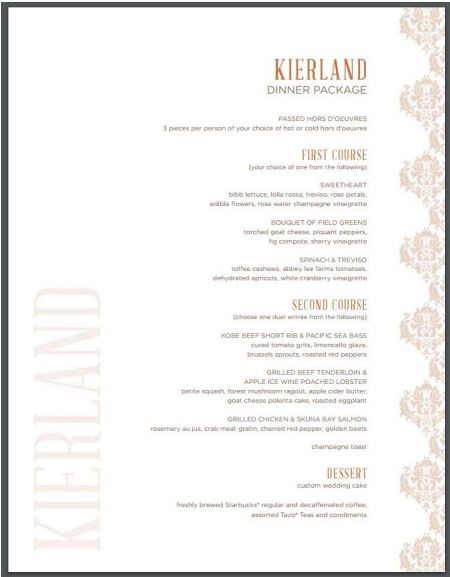 KIERLAND
DINNER PACKAGE
PASSED HORS D'OEUVRES
3 pieces per person of your choice of hot or cold hors d'oeuvres
FIRST COURSE
(your choice of one from the following)
SWEETHEART
bibb lettuce, lolla rossa, treviso, rose petals,
edible flowers, rose water champagne vinaigrette
BOUQUET OF FIELD GREENS
torched goat cheese, piquant peppers,
fig compote, sherry vinaigrette
SPINACH & TREVISO
toffee cashews, abbey lee farms tomatoes,
dehydrated apricots, white cranberry vinaigrette
SECOND COURSE
(choose one duet entrée from the following)
KOBE BEEF SHORT RIB & PACIFIC SEA BASS
cured tomato grits, limoncello glaze,
brussels sprouts, roasted red peppers
GRILLED BEEF TENDERLOIN &
APPLE ICE WINE POACHED LOBSTER
petite squash, forest mushroom ragout, apple cider butter,
goat cheese polenta cake, roasted eggplant
GRILLED CHICKEN & SKUNA BAY SALMON
rosemary au jus, crab meat gratin, charred red pepper, golden beets
champagne toast
DESSERT
custom wedding cake
freshly brewed Starbucks® regular and decaffeinated coffee,
assorted Tazo® Teas and condiments
KIERLAND